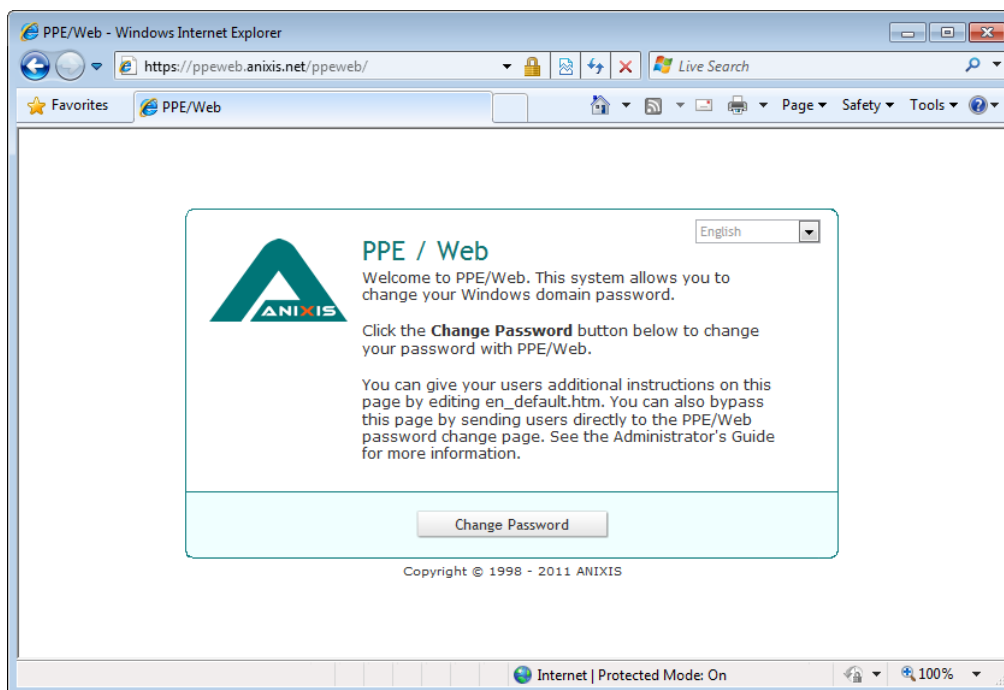 PPE/Web - Windows Internet Explorer
https://ppeweb.anixis.net/ppeweb/
Live Search
Favorites
PPE/Web
Page
Safety
Tools
English
PPE / Web
Welcome to PPE/Web. This system allows you to
change your Windows domain password.
ANIXIS
Click the Change Password button below to change
your password with PPE/Web.
You can give your users additional instructions on this
page by editing en_default.htm. You can also bypass
this page by sending users directly to the PPE/Web
password change page. See the Administrator's Guide
for more information.
Change Password
Copyright © 1998 - 2011 ANIXIS
Internet | Protected Mode: On
100%